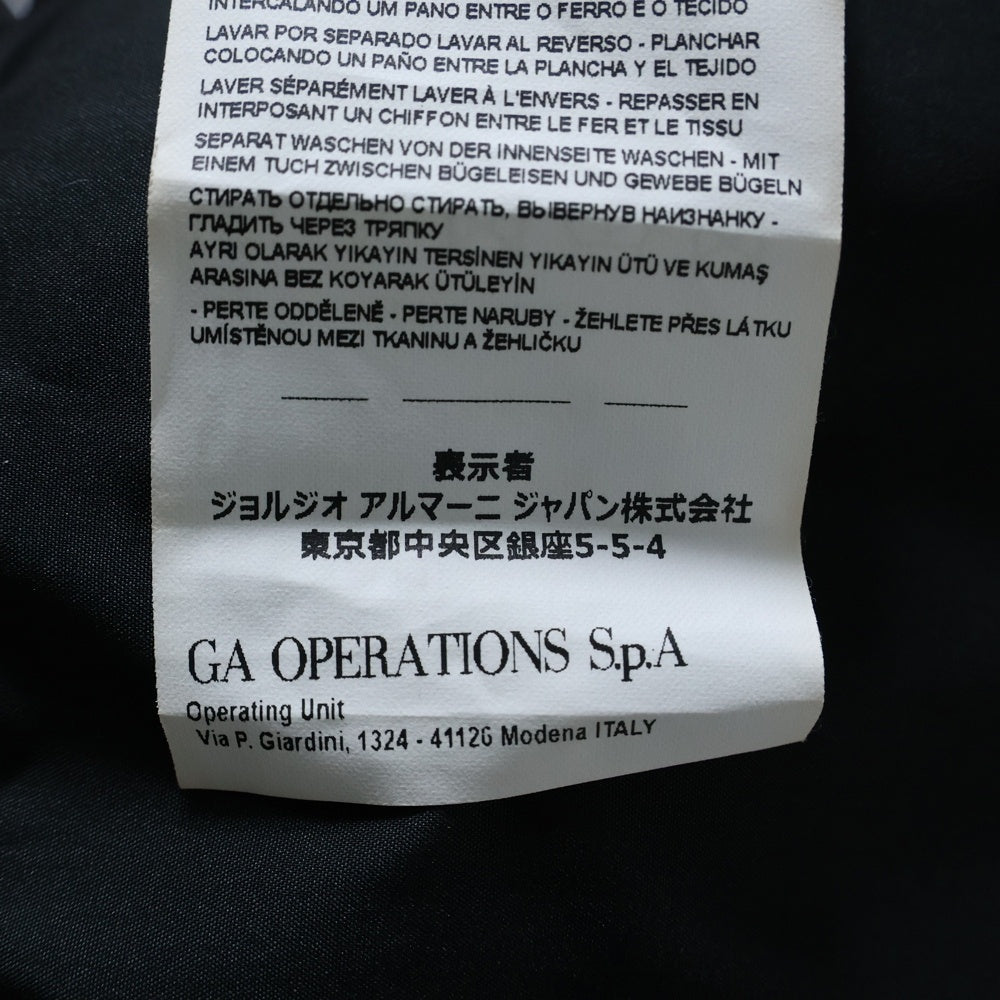 INTERCALANDO UM PANO ENTRE O FERRO E O TECIDO
LAVAR POR SEPARADO LAVAR AL REVERSO - PLANCHAR
COLOCANDO UN PAÑO ENTRE LA PLANCHA Y EL TEJIDO
LAVER SÉPARÉMENT LAVER À L'ENVERS - REPASSER EN
INTERPOSANT UN CHIFFON ENTRE LE FER ET LE TISSU
SEPARAT WASCHEN VON DER INNENSEITE WASCHEN - MIT
EINEM TUCH ZWISCHEN BÜGELEISEN UND GEWEBE BÜGELN
СТИРАТЬ ОТДЕЛЬНО СТИРАТЬ, ВЫВЕРНУВ НАИЗНАНКУ -
ГЛАДИТЬ ЧЕРЕЗ ТРЯПКУ
AYRI OLARAK YIKAYIN TERSİNEN YIKAYIN ÜTÜ VE KUMAŞ
ARASINA BEZ KOYARAK ÜTÜLEYİN
- PERTE ODDĚLENĚ - PERTE NARUBY - ŽEHLETE PŘES LÁTKU
UMÍSTĚNOU MEZI TKANINU A ŽEHLIČKU
表示者
ジョルジオ アルマーニ ジャパン株式会社
東京都中央区銀座5-5-4
GA OPERATIONS S.p.A
Operating Unit
Via P. Giardini, 1324 - 41126 Modena ITALY